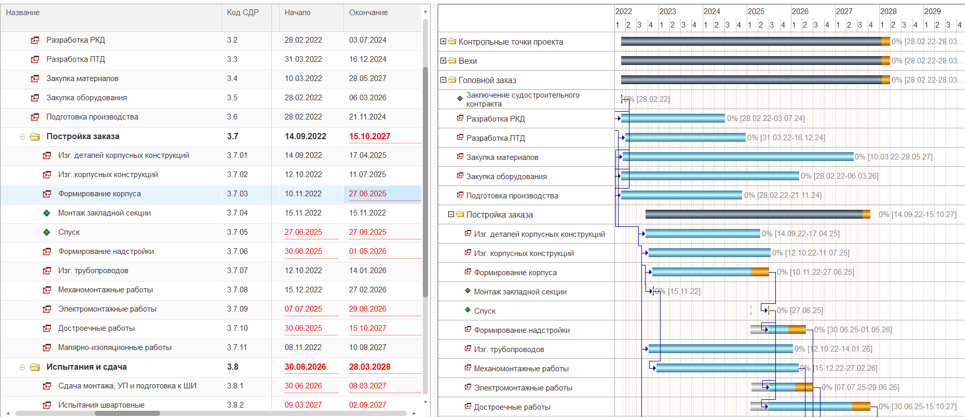 Название Код СДР Начапо Окончание
Разработка РКД 3.2 28.02.2022 03.07.2024
Разработка ПТД 3.3 31.03.2022 16.12.2024
Закупка материалов 3.4 10.03.2022 28.05.2027
Закупка оборудования 3.5 28.02.2022 06.03.2026
Подготовка производства 3.6 28.02.2022 21.11.2024
Постройка заказа 3.7 14.09.2022 15.10.2027
Изг. деталей корпусных конструкций 3.7.01 14.09.2022 17.04.2025
Изг. корпусных конструкций 3.7.02 12.10.2022 11.07.2025
Формирование корпуса 3.7.03 10.11.2022 27.06.2025
Монтаж закладной секции 3.7.04 15.11.2022 15.11.2022
Спуск 3.7.05 27.06.2025 27.06.2025
Формирование надстройки 3.7.06 30.06.2025 01.05.2026
Изг. трубопроводов 3.7.07 12.10.2022 14.01.2026
Механомонтажные работы 3.7.08 15.12.2022 27.02.2026
Электромонтажные работы 3.7.09 07.07.2025 29.06.2026
Достроечные работы 3.7.10 30.06.2025 15.10.2027
Мапярно-изоляционные работы 3.7.11 08.11.2022 10.08.2027
Испытания и сдача 3.8 30.06.2026 28.03.2028
Сдача монтажа, УП и подготовка к ШИ 3.8.1 30.06.2026 08.03.2027
Испытания швартовные 3.8.2 09.03.2027 02.09.2027
2022 2023 2024 2025 2026 2027 2028 2029
1 2 3 4 1 2 3 4 1 2 3 4 1 2 3 4 1 2 3 4 1 2 3 4 1 2 3 4 1 2 3 4
Контрольные точки проекта 0% [28.02.22-28.03...
Вехи 0% [28.02.22-28.03...
Гоповной заказ 0% [28.02.22-28.03...
Заключение судостроительного
контракта 0% [28.02.22]
Разработка РКД 0% [28.02.22-03.07.24]
Разработка ПТД 0% [31.03.22-16.12.24]
Закупка материалов 0% [10.03.22-28.05.27]
Закупка оборудования 0% [28.02.22-06.03.26]
Подготовка производства 0% [28.02.22-21.11.24]
Постройка заказа 0% [14.09.22-15.10.27]
Изг. деталей корпусных конструкций 0% [14.09.22-17.04.25]
Изг. корпусных конструкций 0% [12.10.22-11.07.25]
Формирование корпуса 0% [10.11.22-27.06.25]
Монтаж закладной секции 0% [15.11.22]
Спуск 0% [27.06.25]
Формирование надстройки 0% [30.06.25-01.05.26]
Изг. трубопроводов 0% [12.10.22-14.01.26]
Механомонтажные работы 0% [15.12.22-27.02.26]
Электромонтажные работы 0% [07.07.25-29.06.26]
Достроечные работы 0% [30.06.25-15.10.27]